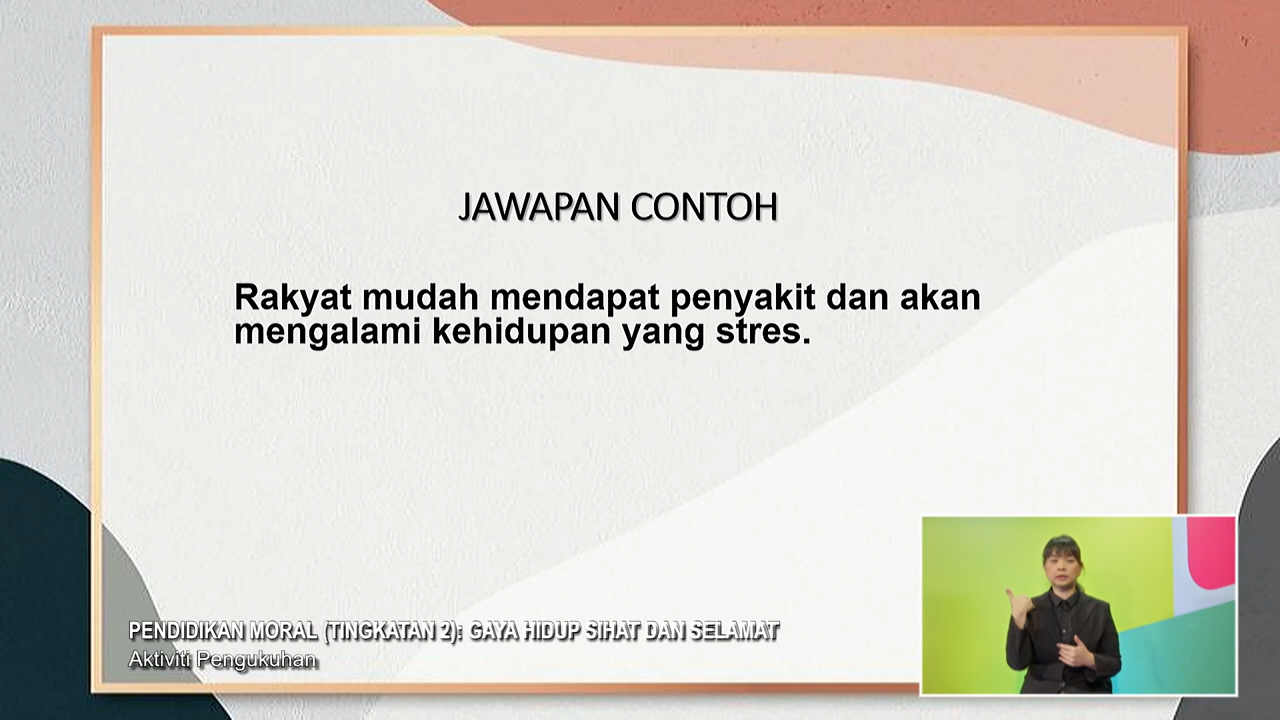 JAWAPAN CONTOH
Rakyat mudah mendapat penyakit dan akan
mengalami kehidupan yang stres.
PENDIDIKAN MORAL (TINGKATAN 2): GAYA HIDUP SIHAT DAN SELAMAT
Aktiviti Pengukuhan